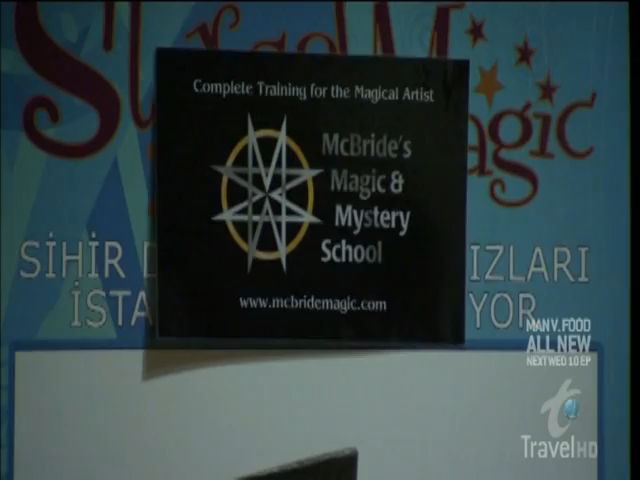 Complete Training for the Magical Artist
McBride's
Magic &
Mystery
School
www.mcbridemagic.com
SİHİR
IZLARI
İSTA
YOR
MAN V. FOOD
ALL NEW
NEXT WED 10 EP
t
Travel HD